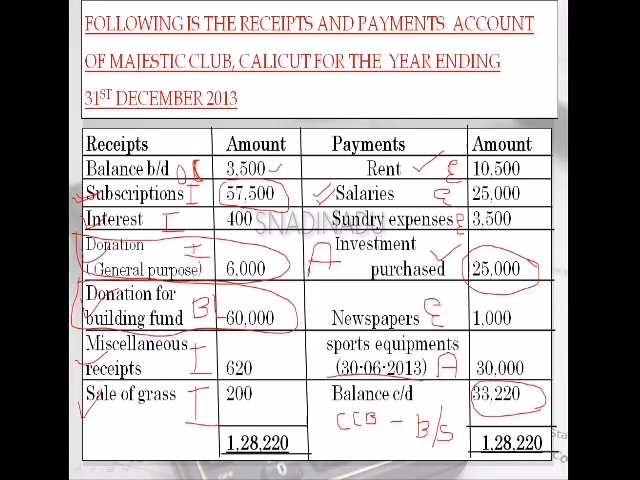 FOLLOWING IS THE RECEIPTS AND PAYMENTS ACCOUNT
OF MAJESTIC CLUB, CALICUT FOR THE YEAR ENDING
31ST DECEMBER 2013
Receipts Amount Payments Amount
Balance b/d 3,500 Rent E 10,500
Subscriptions I 57,500 Salaries E 25,000
Interest I 400 Sundry expenses E 3,500
SNADINADU
Donation I A Investment
(General purpose) 6,000 purchased 25,000
Donation for
building fund BL 60,000 Newspapers E 1,000
Miscellaneous sports equipments
receipts I 620 (30-06-2013) A 30,000
Sale of grass I 200 Balance c/d 33,220
CCB - B/S
1,28,220 1,28,220